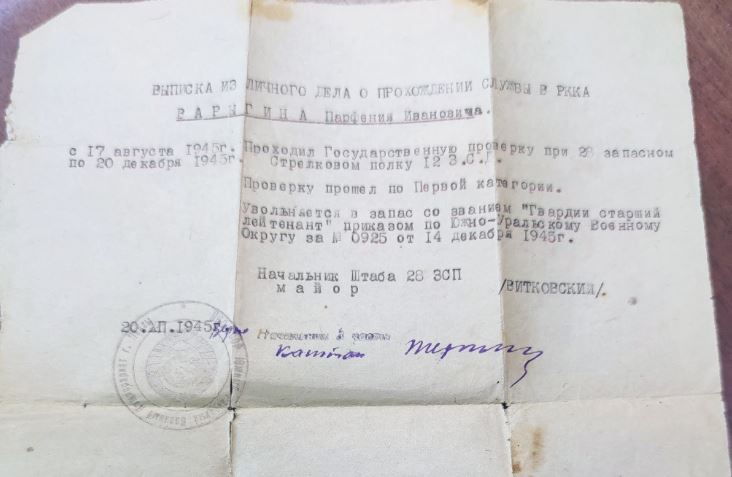 ВЫПИСКА ИЗ ЛИЧНОГО ДЕЛА О ПРОХОЖДЕНИИ СЛУЖБЫ В РККА
ВАРЫГИНА Парфения Ивановича.
с 17 августа 1945г. Проходил Государственную проверку при 28 запасном
по 20 декабря 1945г. Стрелковом полку 12 З.С.Д.
Проверку прошел по Первой категории.
Увольняется в запас со званием "Гвардии старший
лейтенант" приказом по Южно-Уральскому Военному
Округу за № 0925 от 14 декабря 1945г.
Начальник Штаба 28 ЗСП
майор /ВИТКОВСКИЙ/.
20.ХП.1945г.
капитан